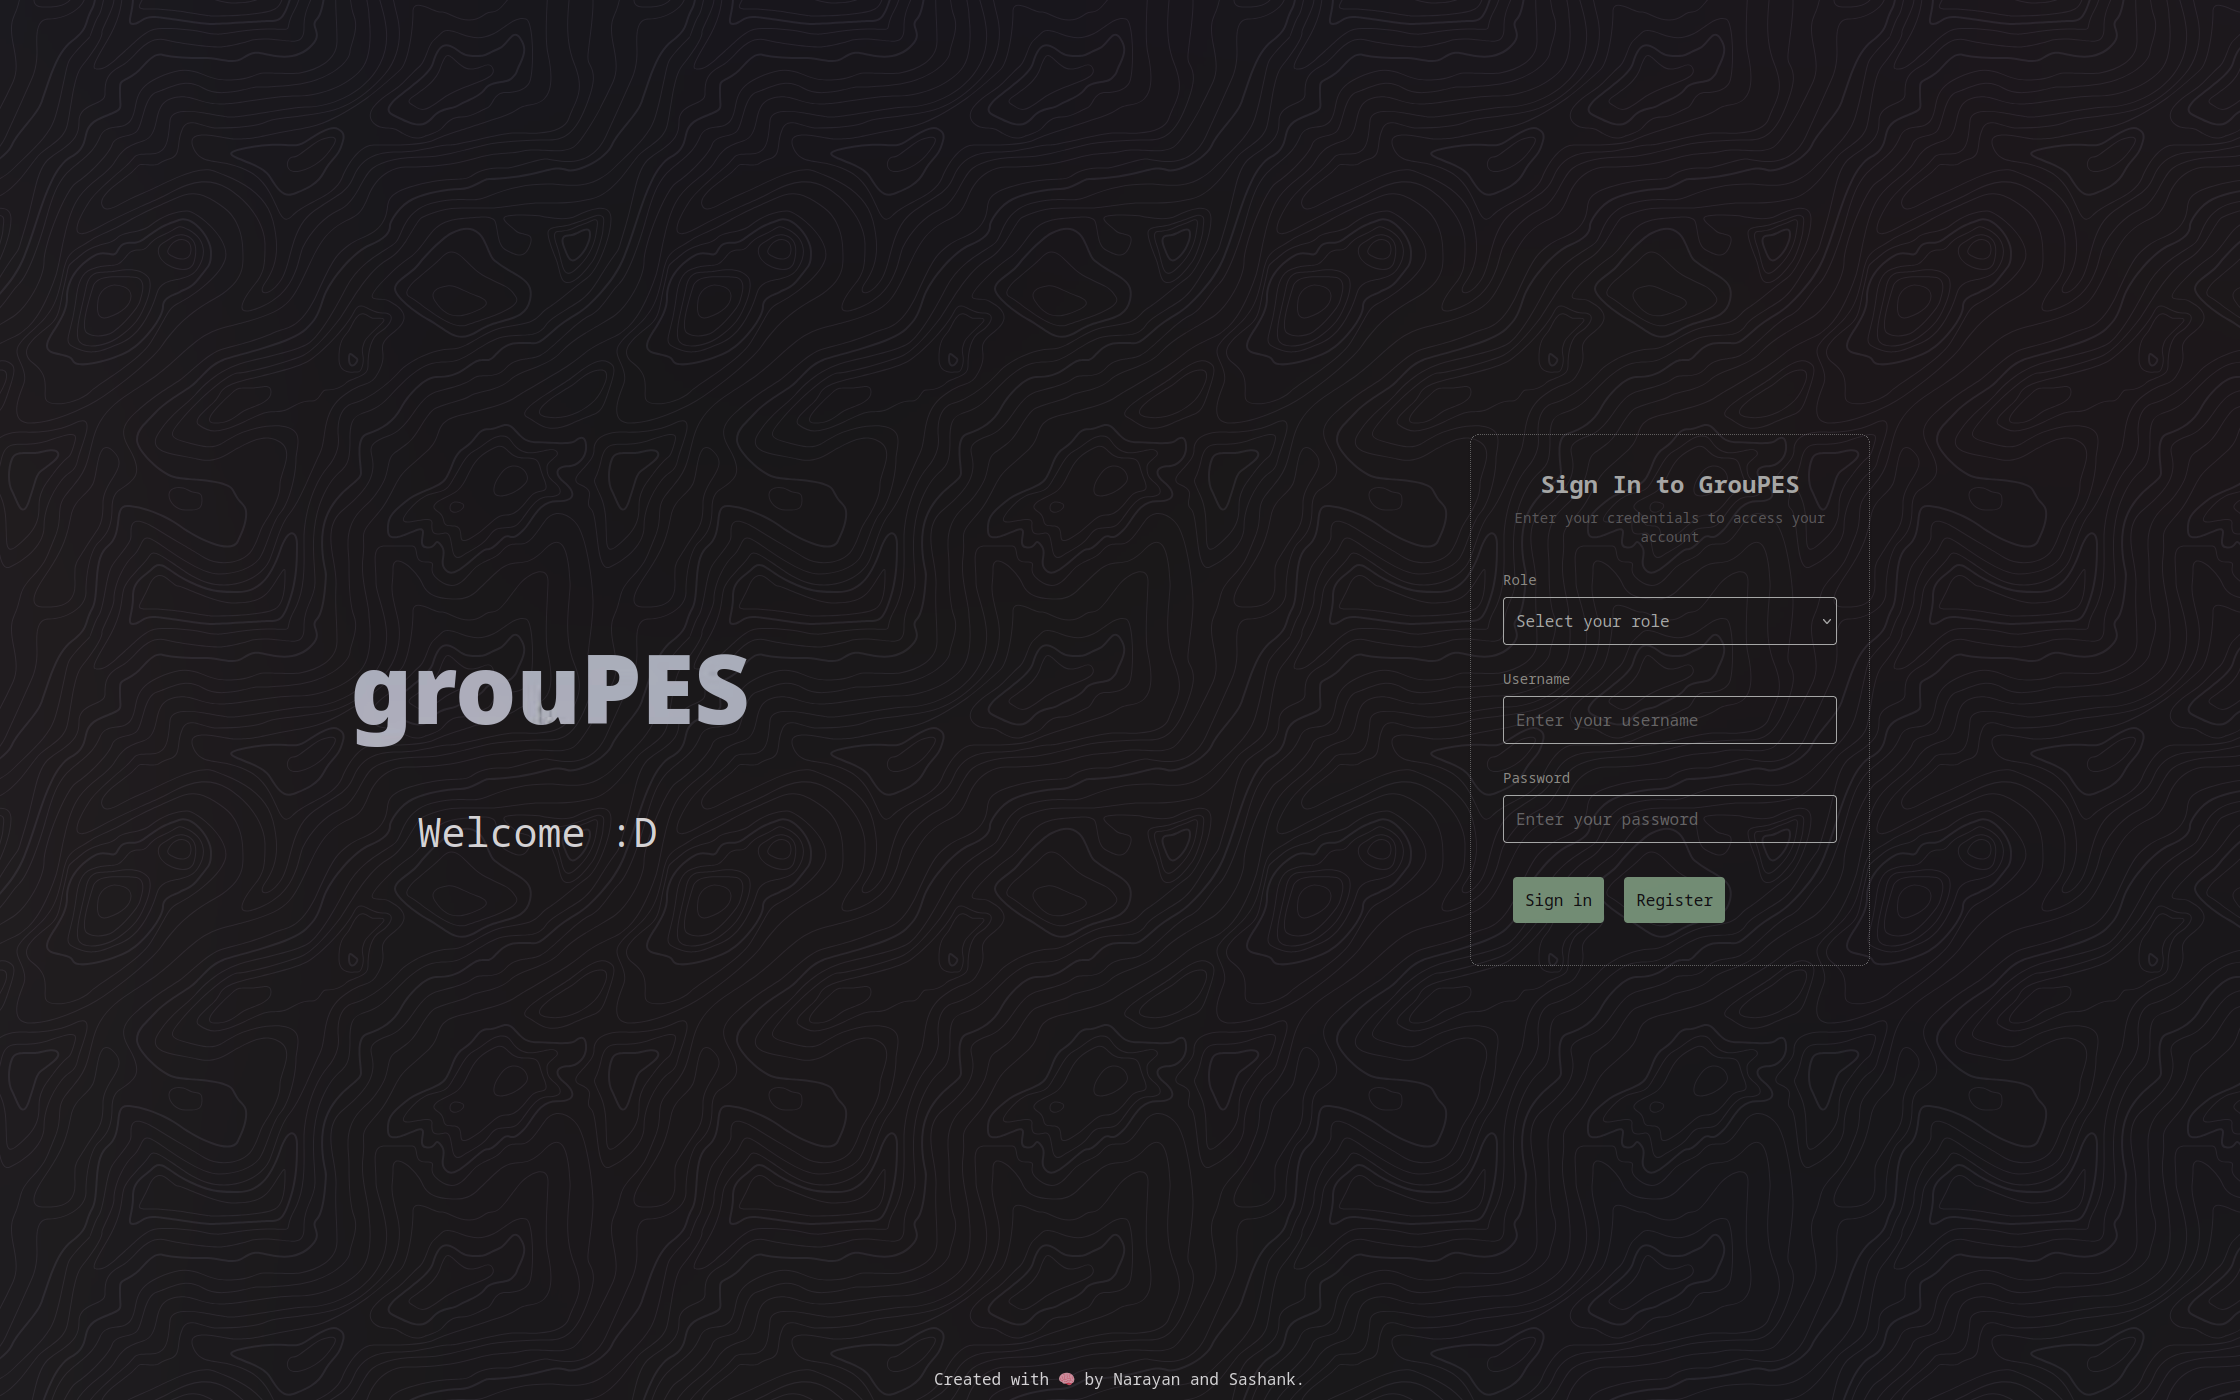 grouPES
Welcome :D
Sign In to GrouPES
Enter your credentials to access your
account
Role
Select your role
Username
Enter your username
Password
Enter your password
Sign in
Register
Created with 🧠 by Narayan and Sashank.